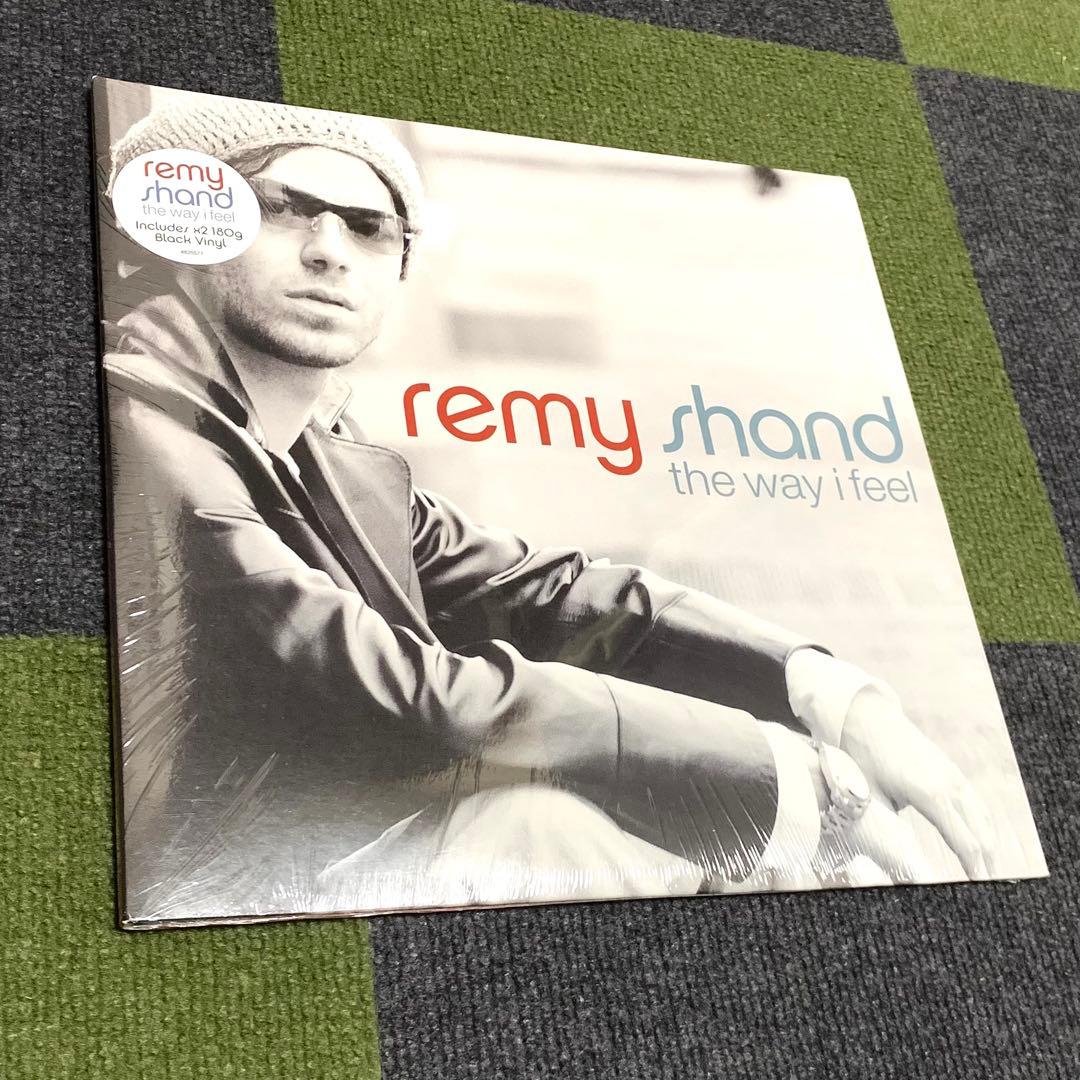 remy
shand
the way i feel
Includes x2 180g
Black Vinyl
remy shand
the way i feel